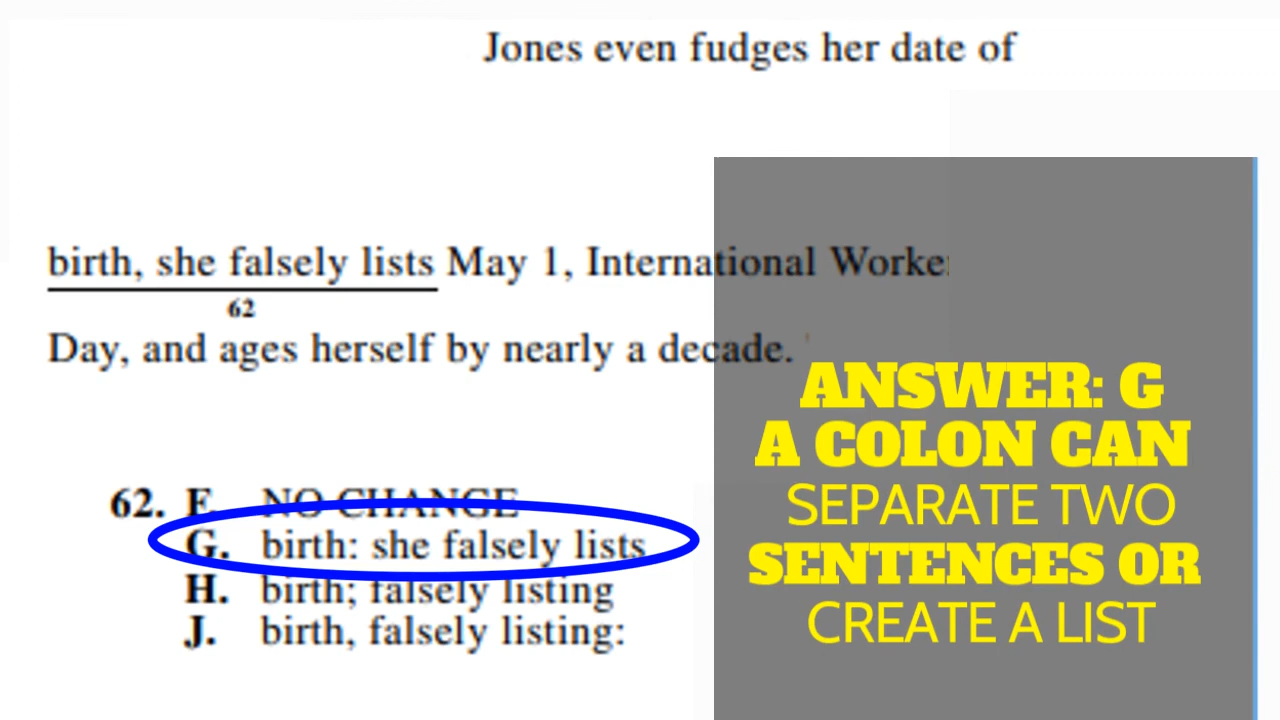 Jones even fudges her date of
birth, she falsely lists May 1, International
62
Day, and ages herself by nearly a decade.
62. F. NO CHANGE
G. birth: she falsely lists
H. birth; falsely listing
J. birth, falsely listing:
ANSWER: G
A COLON CAN
SEPARATE TWO
SENTENCES OR
CREATE A LIST